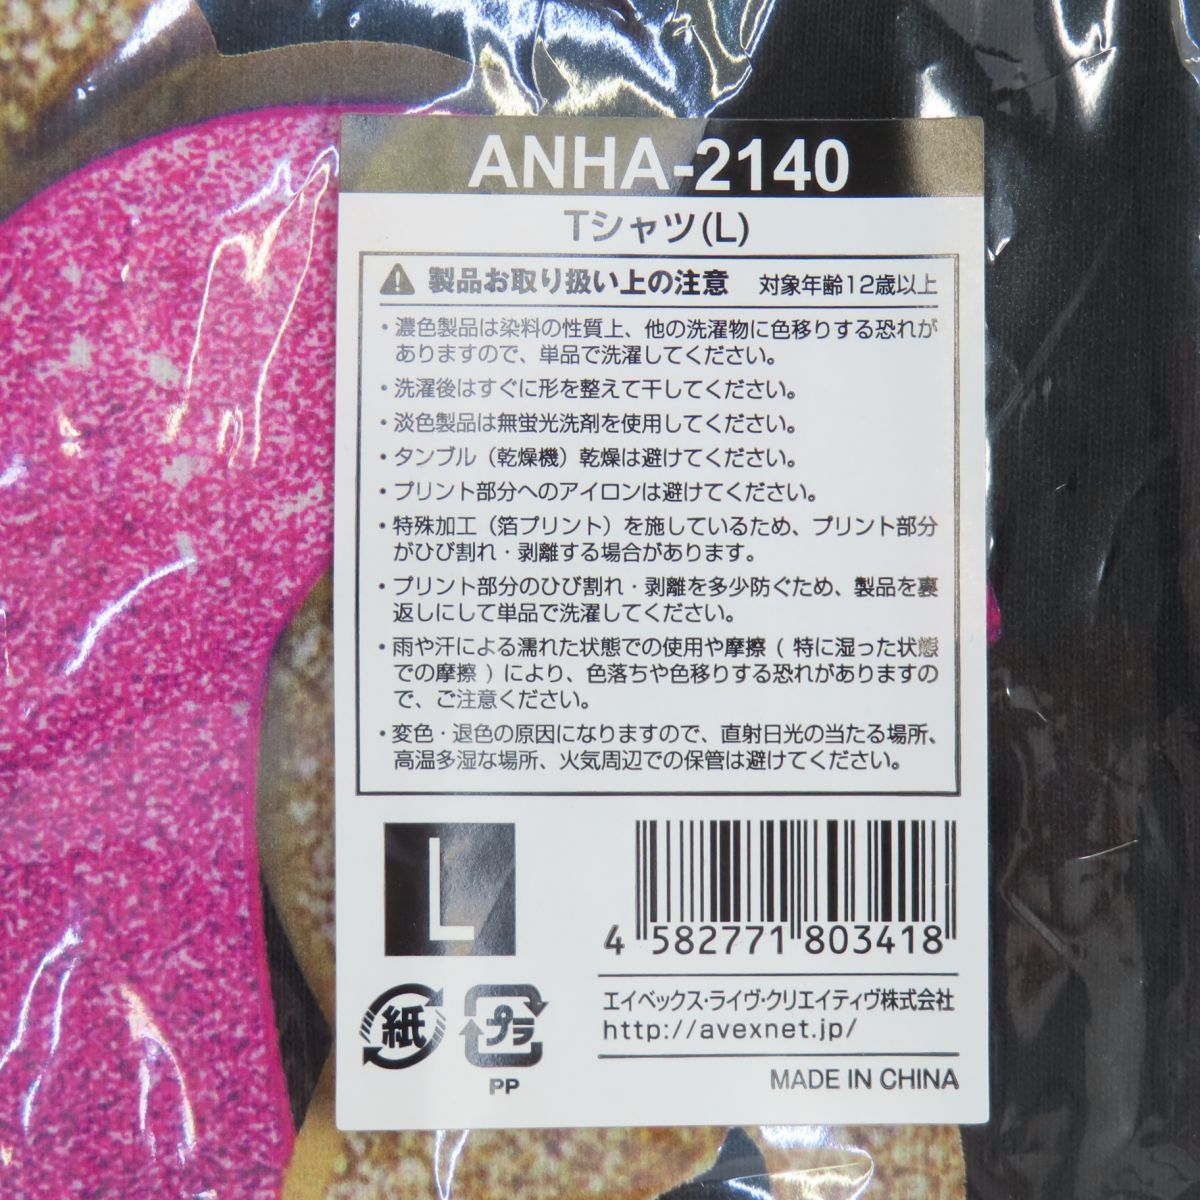 ANHA-2140
Tシャツ(L)
製品お取り扱い上の注意 対象年齢12歳以上
・濃色製品は染料の性質上、他の洗濯物に色移りする恐れが
ありますので、単品で洗濯してください。
・洗濯後はすぐに形を整えて干してください。
・淡色製品は無蛍光洗剤を使用してください。
・タンブル（乾燥機）乾燥は避けてください。
・プリント部分へのアイロンは避けてください。
・特殊加工（箔プリント）を施しているため、プリント部分
がひび割れ・剥離する場合があります。
・プリント部分のひび割れ・剥離を多少防ぐため、製品を裏
返しにして単品で洗濯してください。
・雨や汗による濡れた状態での使用や摩擦（特に湿った状態
での摩擦）により、色落ちや色移りする恐れがありますの
で、ご注意ください。
・変色・退色の原因になりますので、直射日光の当たる場所、
高温多湿な場所、火気周辺での保管は避けてください。
L
4 582771 803418
紙
プラ
PP
エイベックス・ライヴ・クリエイティヴ株式会社
http://avexnet.jp/
MADE IN CHINA